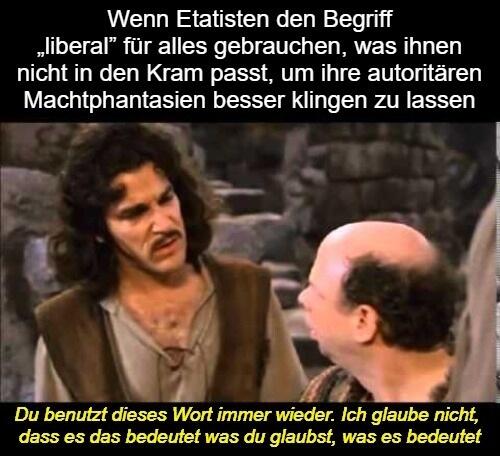 Wenn Etatisten den Begriff
„liberal” für alles gebrauchen, was ihnen
nicht in den Kram passt, um ihre autoritären
Machtphantasien besser klingen zu lassen
Du benutzt dieses Wort immer wieder. Ich glaube nicht,
dass es das bedeutet was du glaubst, was es bedeutet